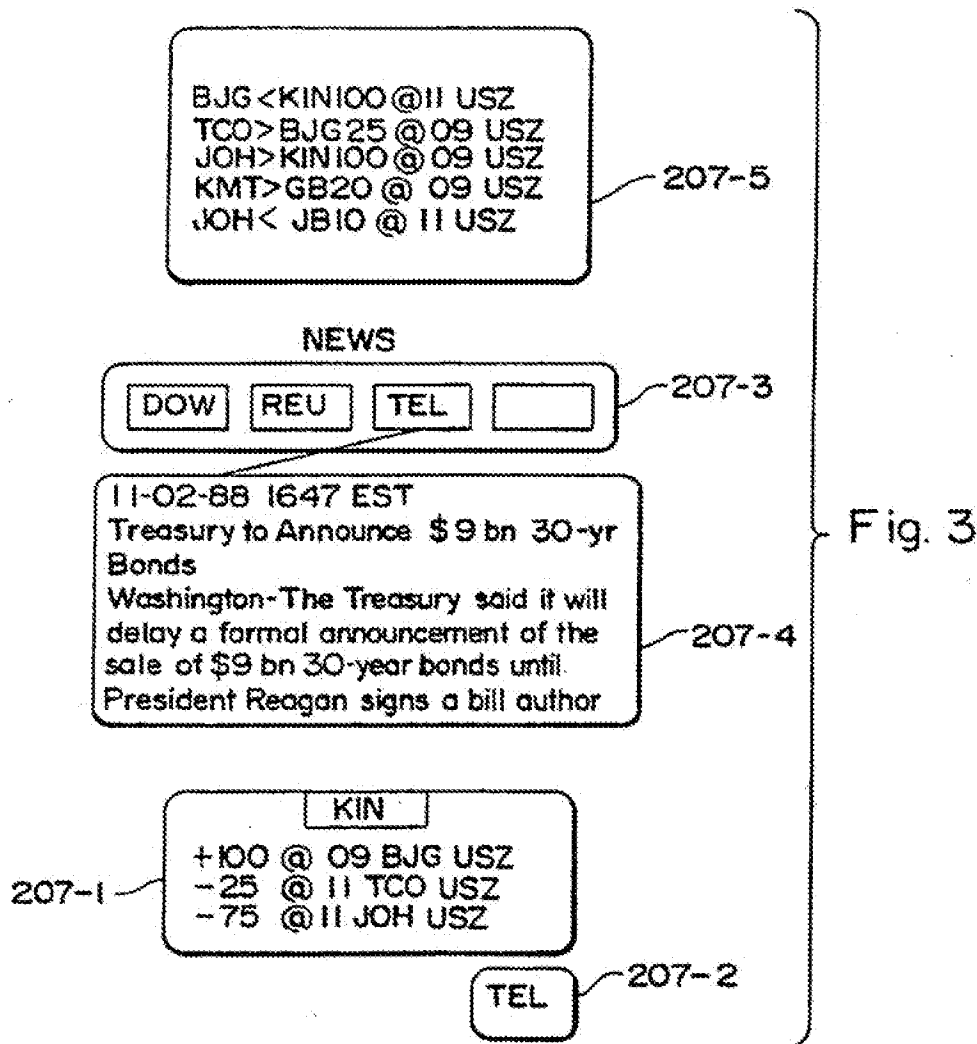 BJG<KIN100 @11 USZ
TCO>BJG25 @ 09 USZ
JOH>KIN100 @ 09 USZ
KMT>GB20 @ 09 USZ
JOH< JB10 @ 11 USZ
207-5
NEWS
DOW REU TEL
207-3
11-02-88 1647 EST
Treasury to Announce $9 bn 30-yr
Bonds
Washington-The Treasury said it will
delay a formal announcement of the
sale of $9 bn 30-year bonds until
President Reagan signs a bill author
207-4
Fig. 3
KIN
+100 @ 09 BJG USZ
-25 @ 11 TCO USZ
-75 @ 11 JOH USZ
207-1
TEL
207-2